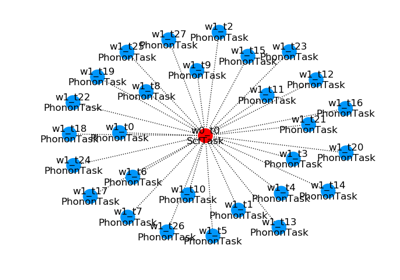 w1_t2
PhononTask
w1_t27
PhononTask
w1_t25
PhononTask
w1_t23
PhononTask
w1_t15
PhononTask
w1_t9
PhononTask
w1_t19
PhononTask
w1_t12
PhononTask
w1_t8
PhononTask
w1_t11
PhononTask
w1_t22
PhononTask
w1_t16
PhononTask
w1_t21
PhononTask
w1_t18
PhononTask
w1_t0
PhononTask
w0_t0
ScfTask
w1_t20
PhononTask
w1_t3
PhononTask
w1_t24
PhononTask
w1_t6
PhononTask
w1_t14
PhononTask
w1_t4
PhononTask
w1_t17
PhononTask
w1_t10
PhononTask
w1_t7
PhononTask
w1_t1
PhononTask
w1_t13
PhononTask
w1_t26
PhononTask
w1_t5
PhononTask